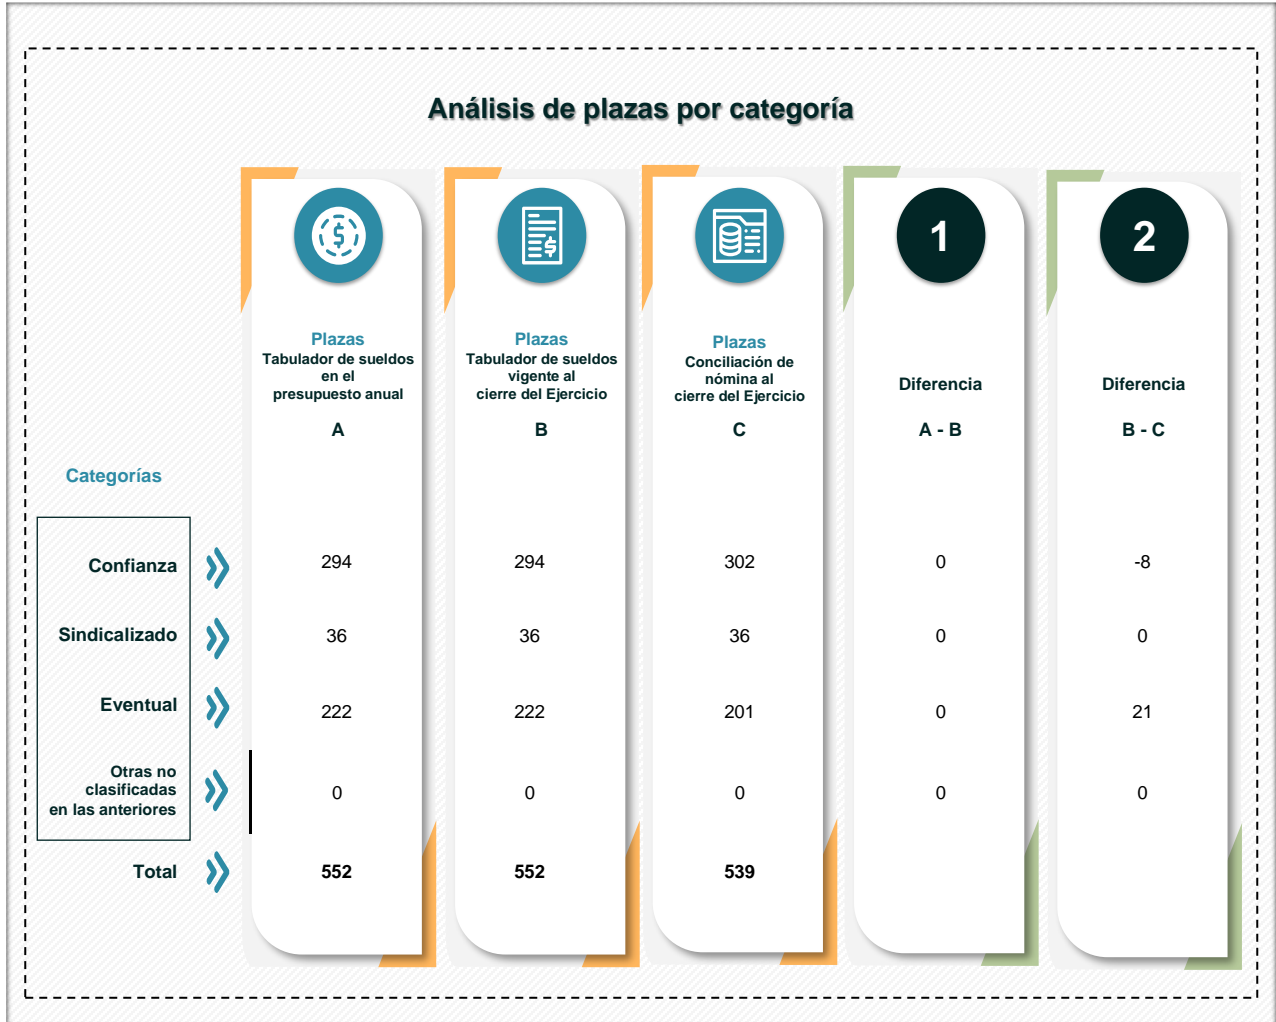 Análisis de plazas por categoría
$
$
1
2
Plazas
Tabulador de sueldos
en el
presupuesto anual
A
Plazas
Tabulador de sueldos
vigente al
cierre del Ejercicio
B
Plazas
Conciliación de
nómina al
cierre del Ejercicio
C
Diferencia
A - B
Diferencia
B - C
Categorías
Confianza 294 294 302 0 -8
Sindicalizado 36 36 36 0 0
Eventual 222 222 201 0 21
Otras no
clasificadas
en las anteriores
0 0 0 0 0
Total 552 552 539